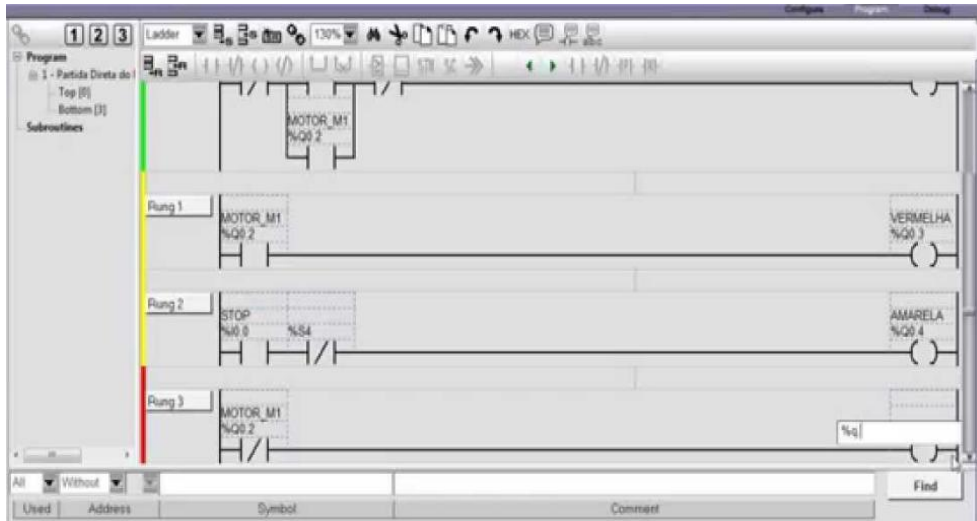 Configure Program Debug
1 2 3 Ladder 130% HEX
Program
1 - Partida Direta do
Top [0]
Bottom [3]
Subroutines
MOTOR_M1
%Q0.2
Rung 1
MOTOR_M1
%Q0.2
VERMELHA
%Q0.3
Rung 2
STOP
%I0.0 %S4
AMARELA
%Q0.4
Rung 3
MOTOR_M1
%Q0.2
%q
All Without
Find
Used Address Symbol Comment